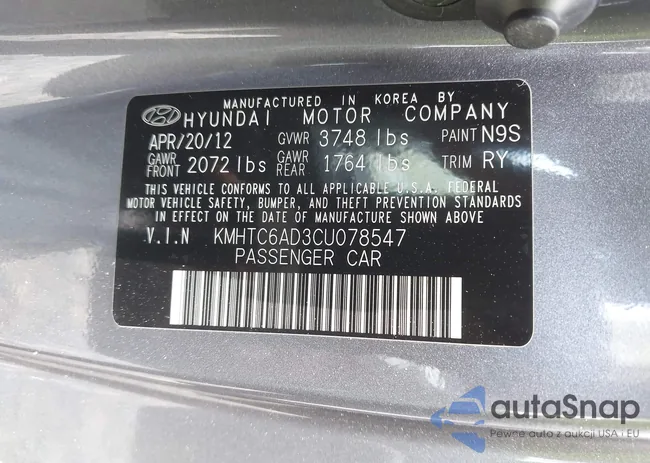 MANUFACTURED IN KOREA BY
HYUNDAI MOTOR COMPANY
APR/20/12 GVWR 3748 lbs PAINT N9S
GAWR FRONT 2072 lbs GAWR REAR 1764 lbs TRIM RY
THIS VEHICLE CONFORMS TO ALL APPLICABLE U.S.A. FEDERAL
MOTOR VEHICLE SAFETY, BUMPER, AND THEFT PREVENTION STANDARDS
IN EFFECT ON THE DATE OF MANUFACTURE SHOWN ABOVE
V.I.N KMHTC6AD3CU078547
PASSENGER CAR
autoSnap
Pewne auto z aukcji USA i EU